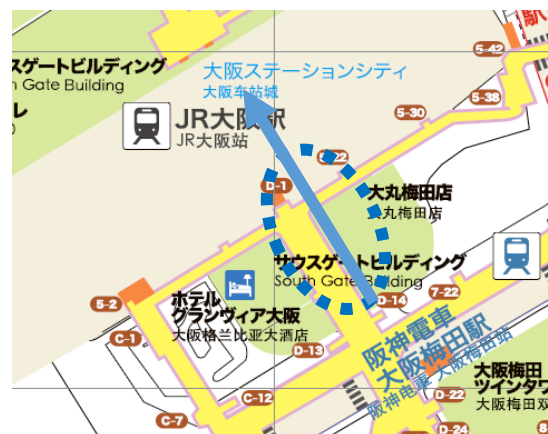 スゲートビルディング
h Gate Building
レ
大阪ステーションシティ
大阪车站城
5-42
JR大阪駅
JR大阪站
5-38
5-30
D-1
大丸梅田店
大丸梅田店
サウスゲートビルディング
South Gate Building
5-2
ホテル
グランヴィア大阪
大阪格兰比亚大酒店
C-1
D-14
7-22
D-13
阪神電車
大阪梅田駅
阪神电車 大阪梅田站
C-12
C-7
D-22
D-24
大阪梅田
ツインタワ
大阪梅田双